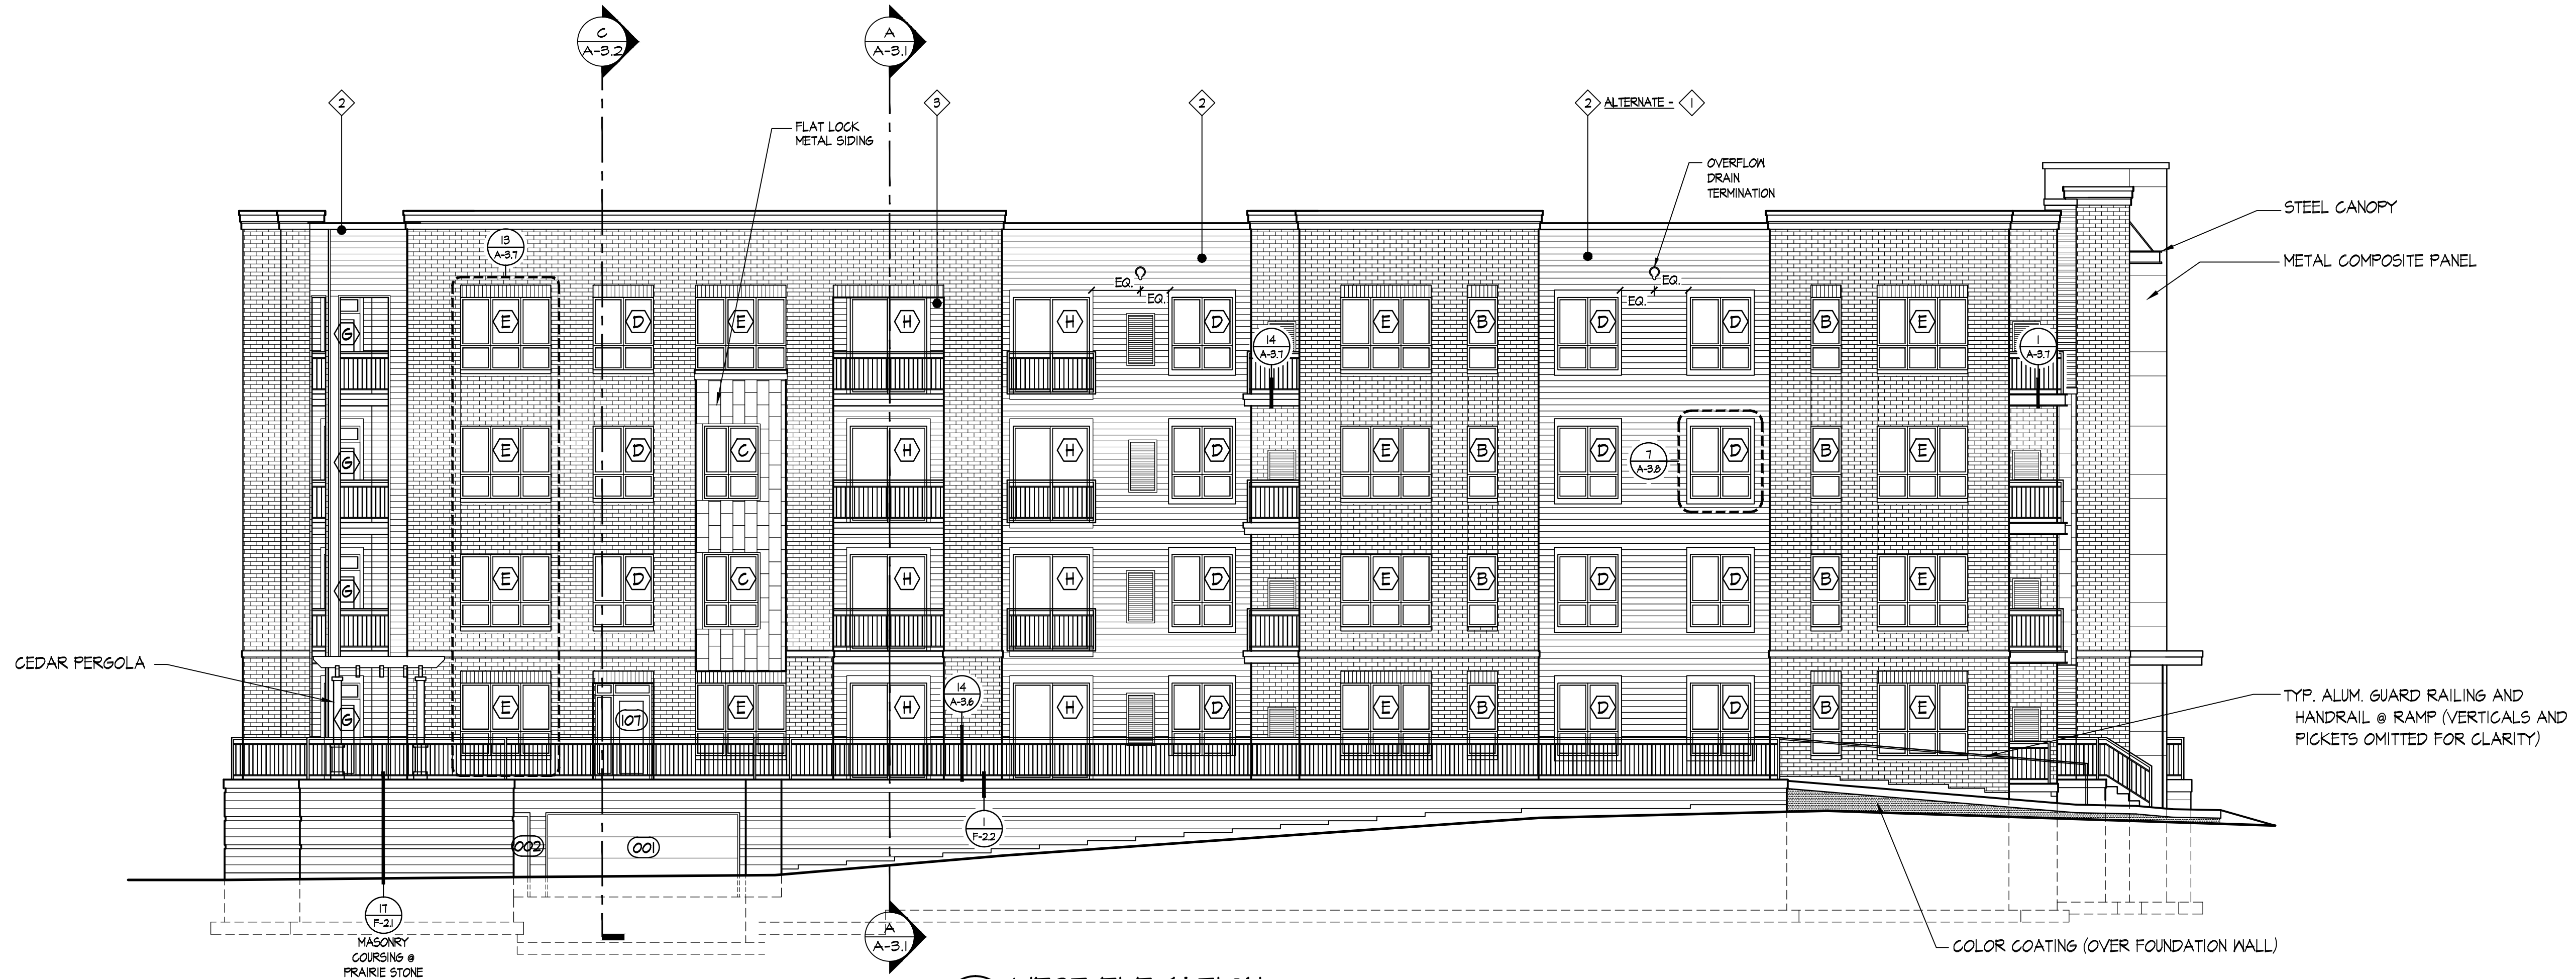 C
A-3.2
A
A-3.1
2
3
2
2 ALTERNATE - 1
FLAT LOCK
METAL SIDING
OVERFLOW
DRAIN
TERMINATION
STEEL CANOPY
METAL COMPOSITE PANEL
13
A-3.7
EQ.
EQ.
EQ.
EQ.
G E D E H H D E B D D B E
14
A-3.7
1
A-3.7
G E D C H H D E B D D B E
7
A-3.8
G E D C H H D E B D D B E
CEDAR PERGOLA
14
A-3.6
G E 107 E H H D E B D D B E
TYP. ALUM. GUARD RAILING AND
HANDRAIL @ RAMP (VERTICALS AND
PICKETS OMITTED FOR CLARITY)
1
F-2.2
002
001
17
F-2.1
MASONRY
COURSING @
PRAIRIE STONE
A
A-3.1
COLOR COATING (OVER FOUNDATION WALL)